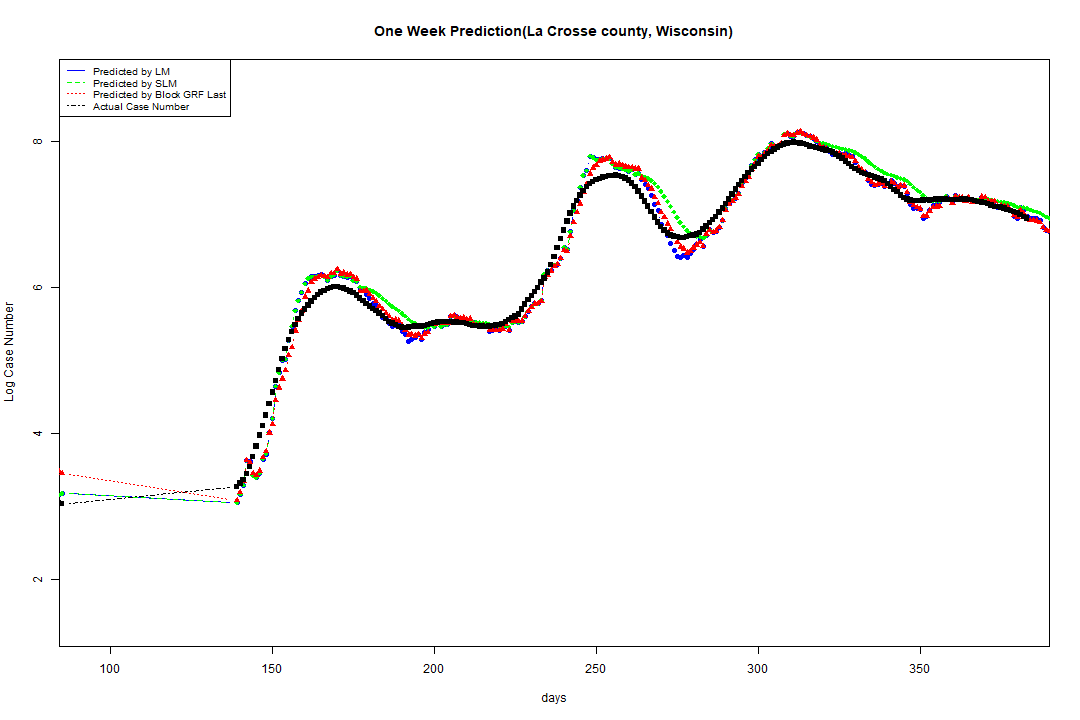 One Week Prediction(La Crosse county, Wisconsin)
Predicted by LM
Predicted by SLM
Predicted by Block GRF Last
Actual Case Number
8
6
4
2
Log Case Number
100 150 200 250 300 350
days